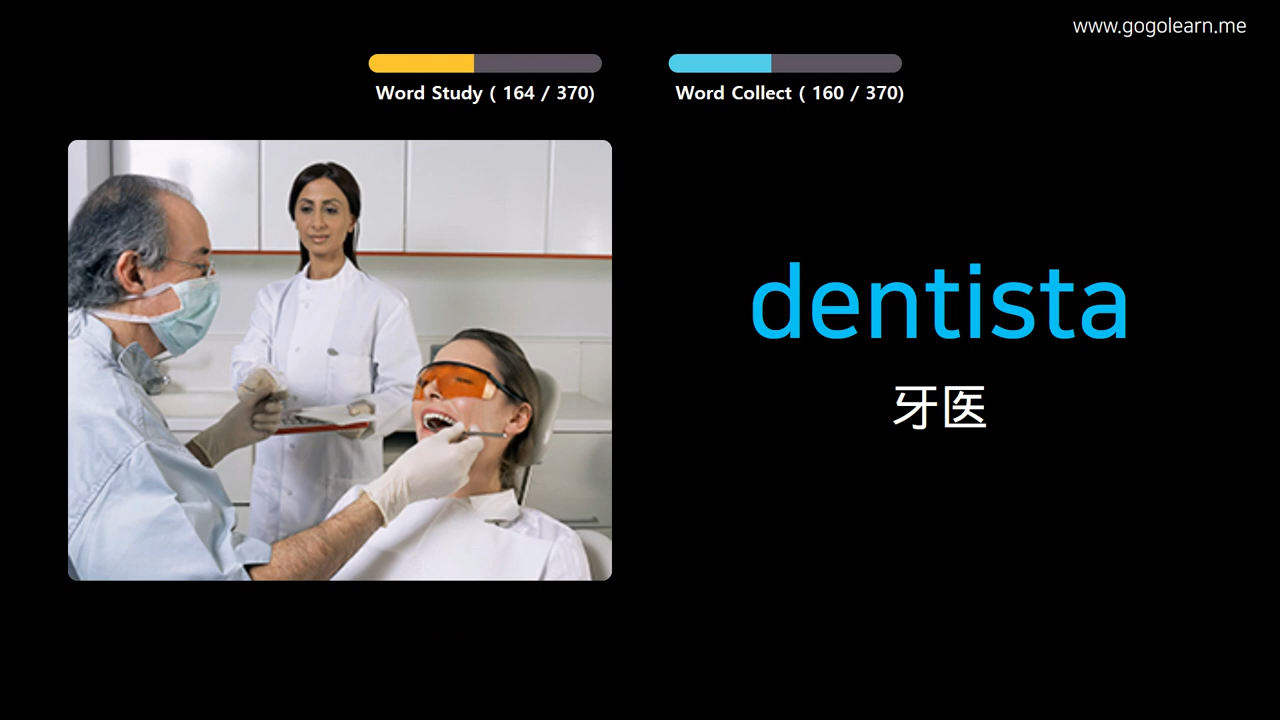 www.gogolearn.me
Word Study ( 164 / 370)
Word Collect ( 160 / 370)
dentista
牙医